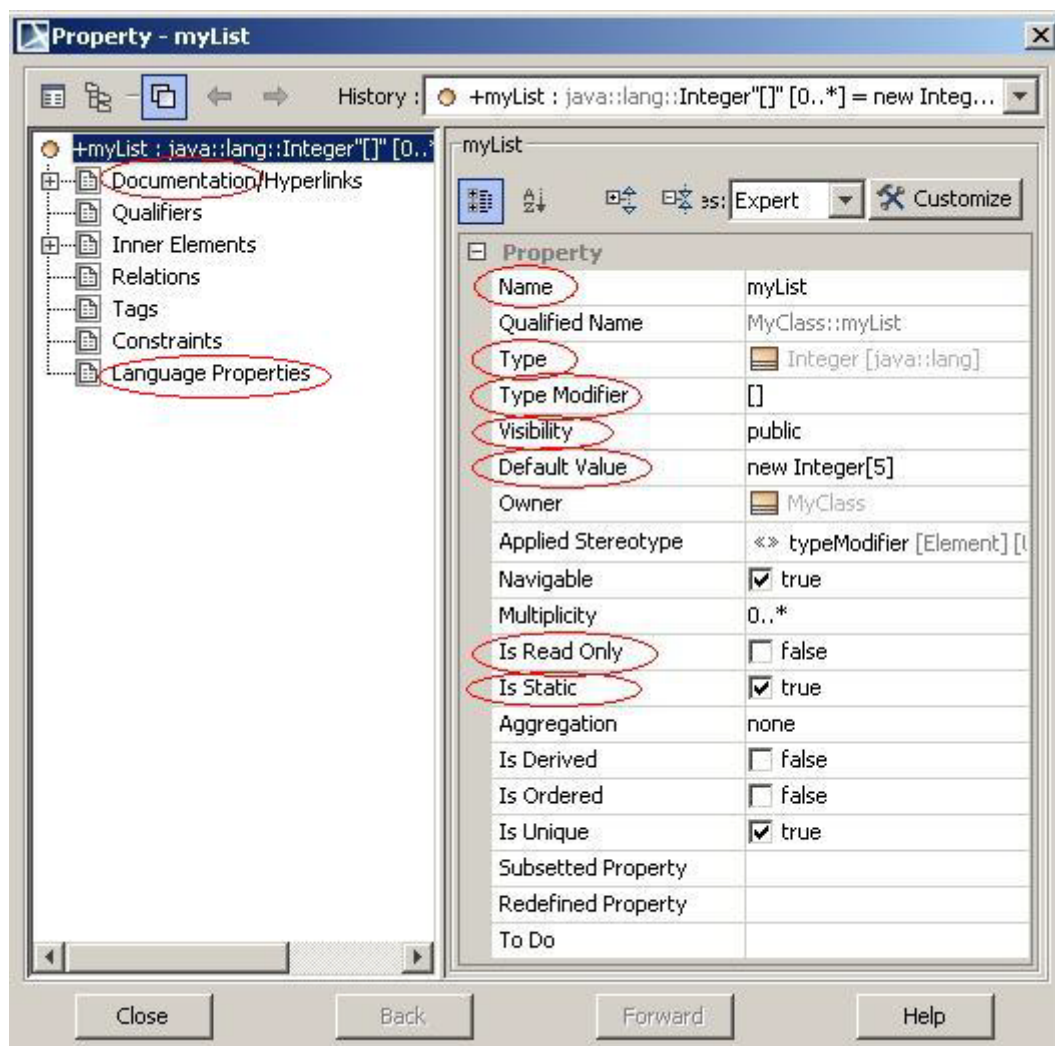 Property - myList
History : +myList : java::lang::Integer"[]" [0..*] = new Integ...
+myList : java::lang::Integer"[]" [0..*
Documentation/Hyperlinks
Qualifiers
Inner Elements
Relations
Tags
Constraints
Language Properties
myList
es: Expert Customize
Property
Name myList
Qualified Name MyClass::myList
Type Integer [java::lang]
Type Modifier []
Visibility public
Default Value new Integer[5]
Owner MyClass
Applied Stereotype «» typeModifier [Element] [
Navigable true
Multiplicity 0..*
Is Read Only false
Is Static true
Aggregation none
Is Derived false
Is Ordered false
Is Unique true
Subsetted Property
Redefined Property
To Do
Close Back Forward Help